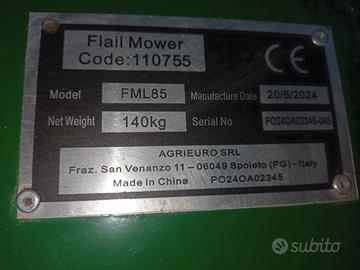 Flail Mower
Code:110755
CE
Model FML85 Manufacture Date 20/6/2024
Net Weight 140kg Serial No PO24OA02345-045
AGRIEURO SRL
Fraz. San Venanzo 11 – 06049 Spoleto (PG) - Italy
Made in China PO24OA02345
subito